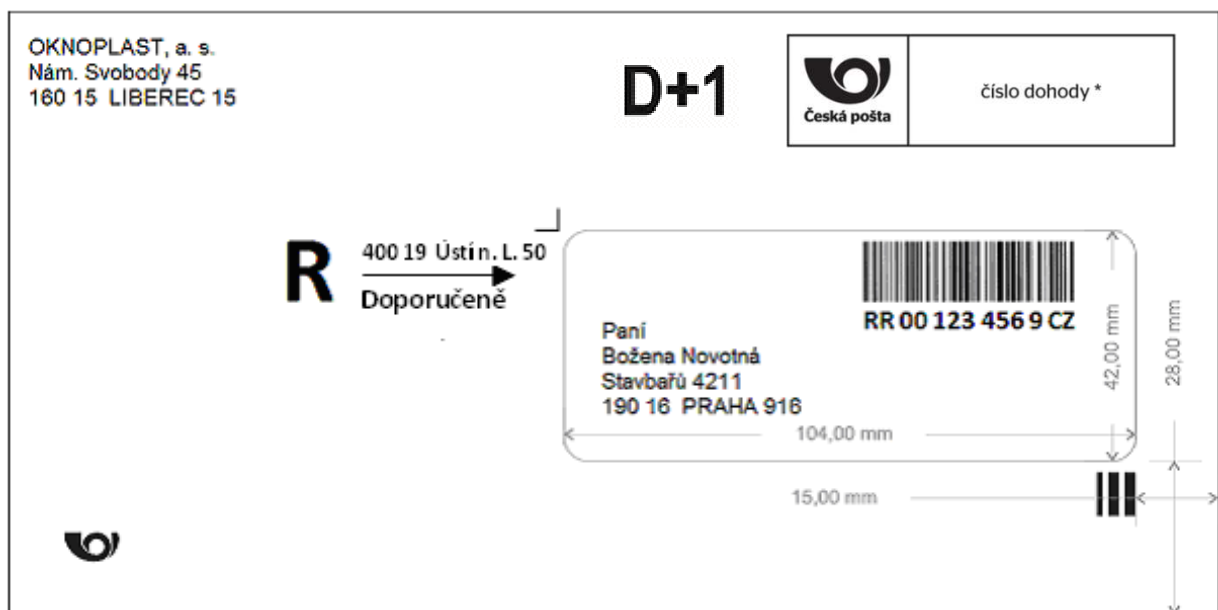 OKNOPLAST, a. s.
Nám. Svobody 45
160 15 LIBEREC 15
D+1
Česká pošta
číslo dohody *
R
400 19 Ústí n. L. 50
Doporučeně
RR 00 123 456 9 CZ
Paní
Božena Novotná
Stavbařů 4211
190 16 PRAHA 916
42,00 mm
28,00 mm
104,00 mm
15,00 mm